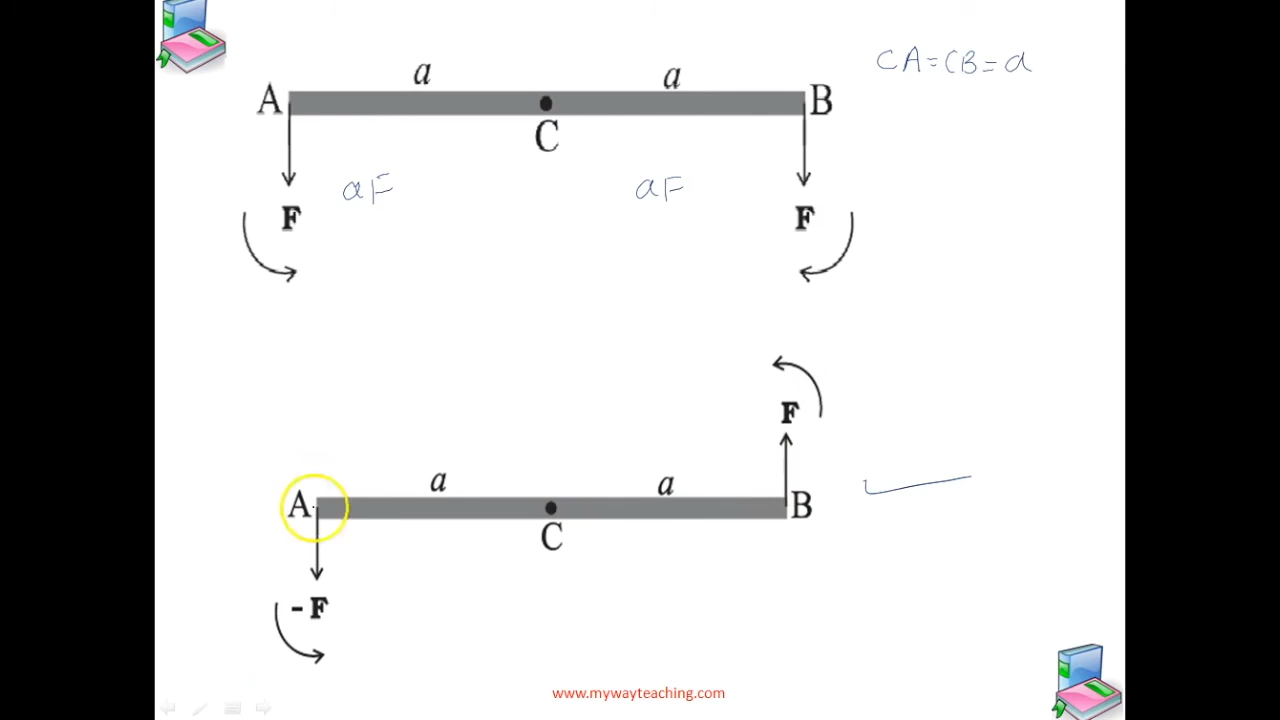 CA=CB=a
a a
A B
C
aF aF
F F
F
a a
A B
C
- F
www.mywayteaching.com